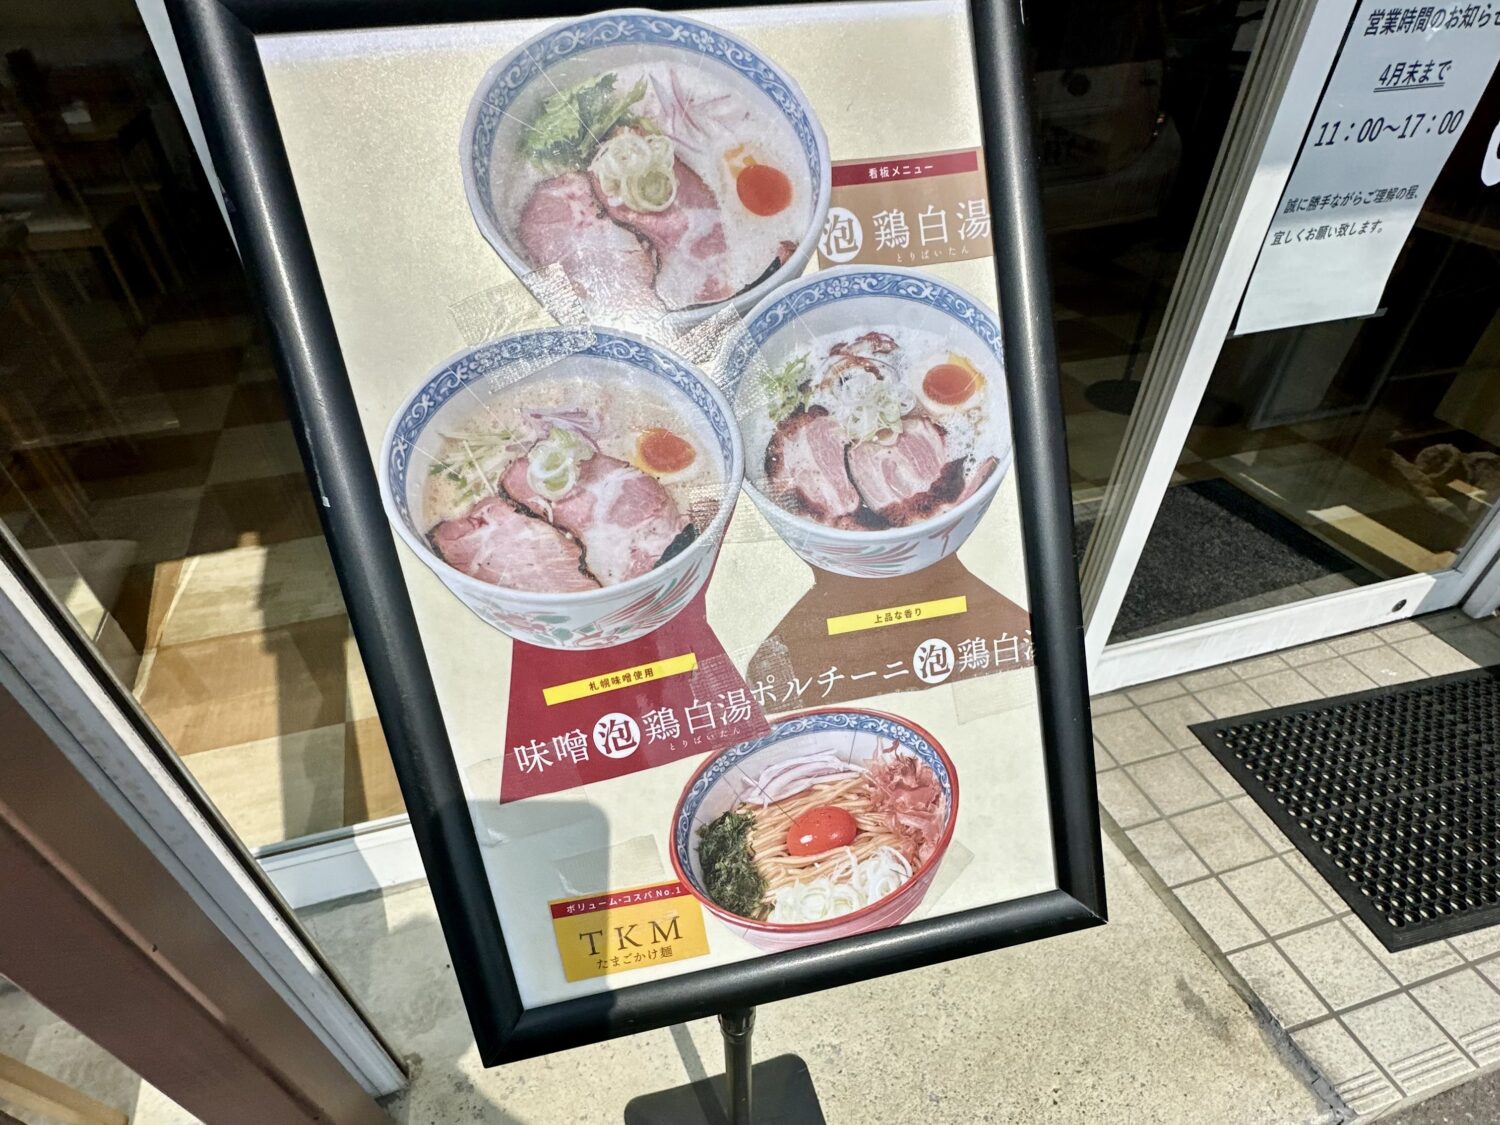 看板メニュー
泡 鶏白湯
とりぱいたん
上品な香り
ポルチーニ 泡 鶏白湯
札幌味噌使用
味噌 泡 鶏白湯
とりぱいたん
ボリューム・コスパNo.1
TKM
たまごかけ麺
営業時間のお知らせ
4月末まで
11:00〜17:00
誠に勝手ながらご理解の程、
宜しくお願い致します。